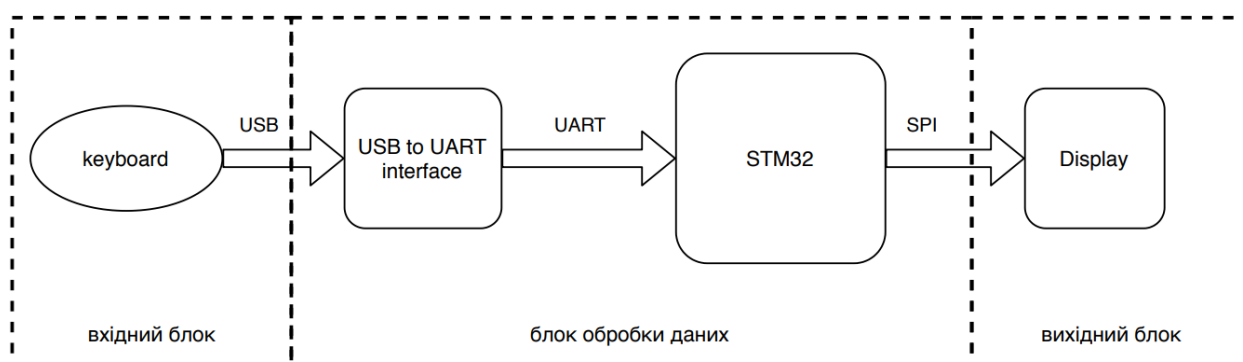 USB
UART
SPI
keyboard
USB to UART
interface
STM32
Display
вхідний блок
блок обробки даних
вихідний блок